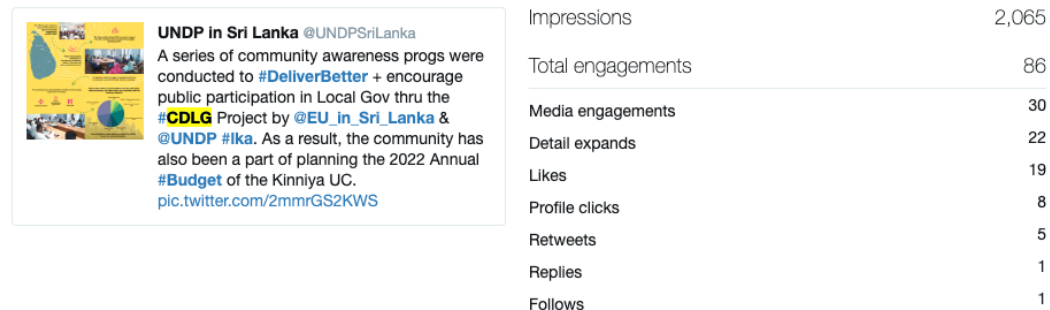 UNDP in Sri Lanka @UNDPSriLanka
A series of community awareness progs were
conducted to #DeliverBetter + encourage
public participation in Local Gov thru the
#CDLG Project by @EU_in_Sri_Lanka &
@UNDP #lka. As a result, the community has
also been a part of planning the 2022 Annual
#Budget of the Kinniya UC.
pic.twitter.com/2mmrGS2KWS
Impressions 2,065
Total engagements 86
Media engagements 30
Detail expands 22
Likes 19
Profile clicks 8
Retweets 5
Replies 1
Follows 1